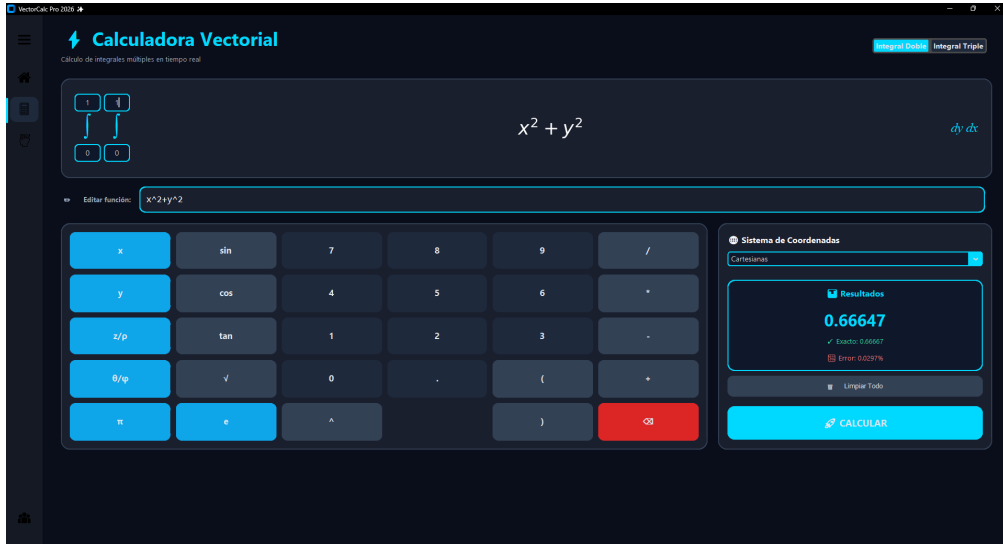 VectorCalc Pro 2026
Calculadora Vectorial
Cálculo de integrales múltiples en tiempo real
Integral Doble Integral Triple
1 1
∫ ∫
0 0
x² + y²
dy dx
Editar función: x^2+y^2
x sin 7 8 9 /
y cos 4 5 6 *
z/ρ tan 1 2 3 -
θ/φ √ 0 . ( +
π e ^ )
Sistema de Coordenadas
Cartesianas
Resultados
0.66647
✓ Exacto: 0.66667
Error: 0.0297%
Limpiar Todo
CALCULAR